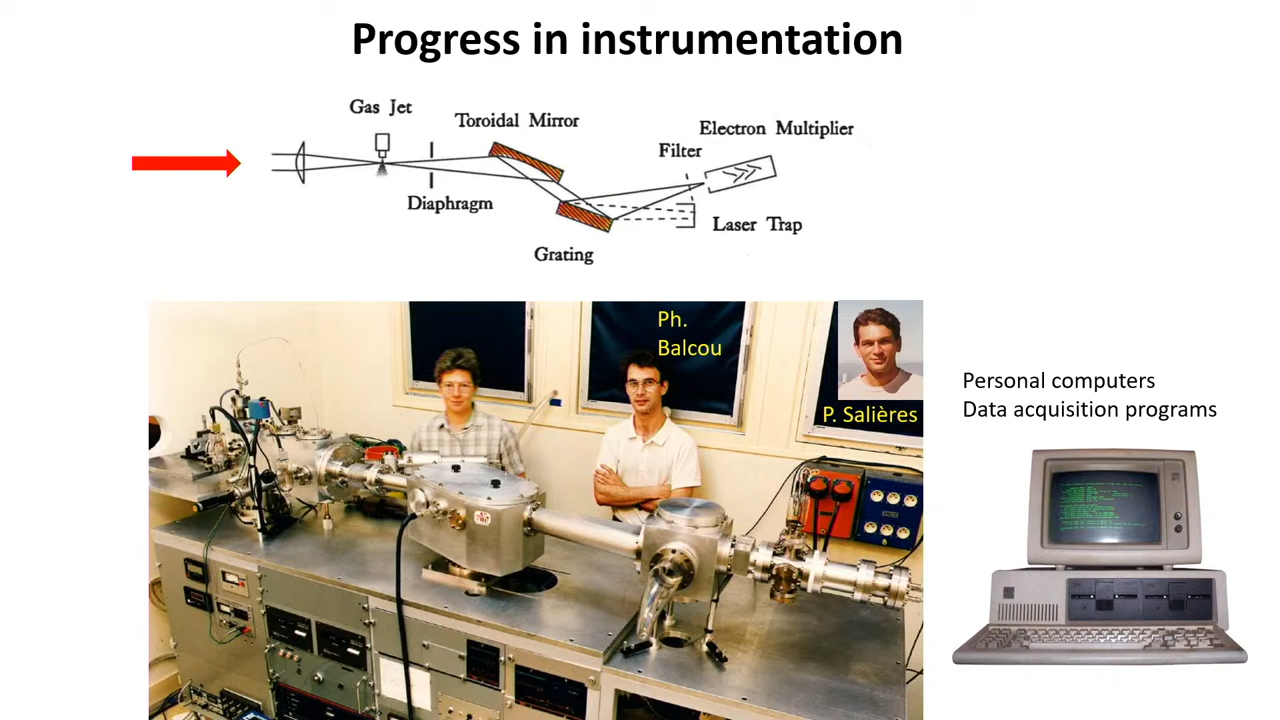 Progress in instrumentation
Gas Jet
Toroidal Mirror
Electron Multiplier
Filter
Diaphragm
Laser Trap
Grating
Ph.
Balcou
P. Salières
Personal computers
Data acquisition programs